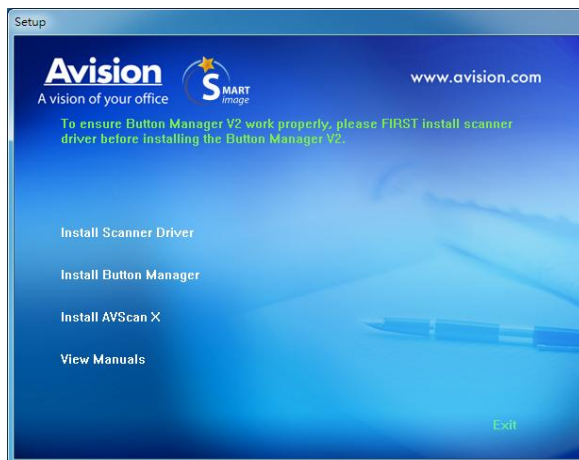 Setup
Avision
A vision of your office
SMART
image
www.avision.com
To ensure Button Manager V2 work properly, please FIRST install scanner
driver before installing the Button Manager V2.
Install Scanner Driver
Install Button Manager
Install AVScan X
View Manuals
Exit